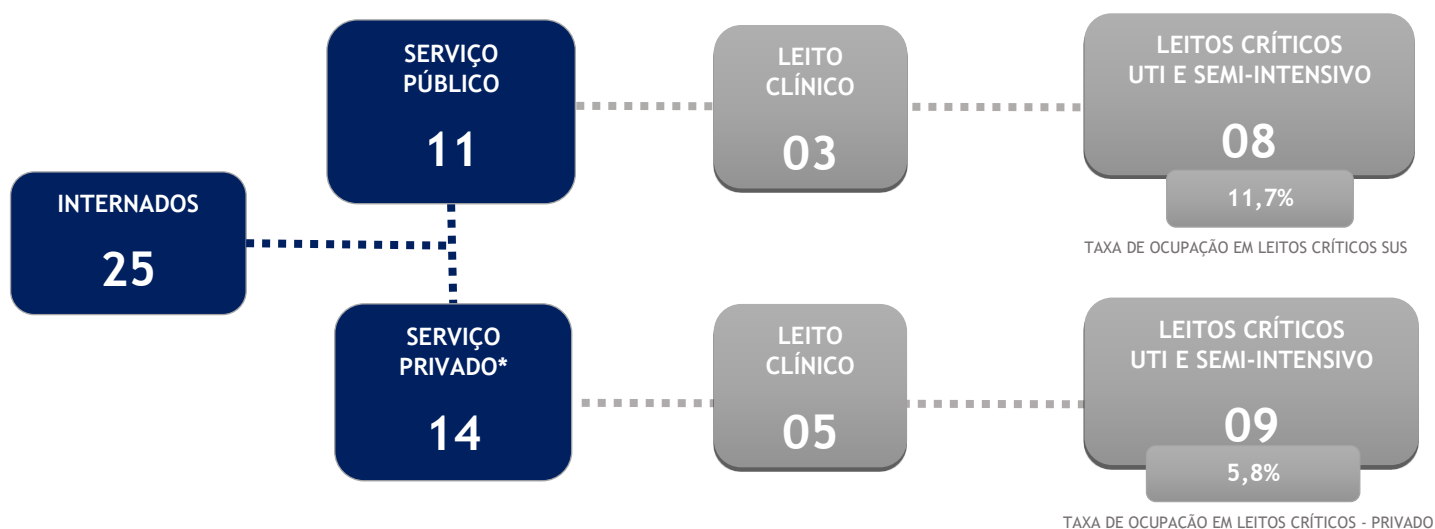 INTERNADOS
25
SERVIÇO
PÚBLICO
11
LEITO
CLÍNICO
03
LEITOS CRÍTICOS
UTI E SEMI-INTENSIVO
08
11,7%
TAXA DE OCUPAÇÃO EM LEITOS CRÍTICOS SUS
SERVIÇO
PRIVADO*
14
LEITO
CLÍNICO
05
LEITOS CRÍTICOS
UTI E SEMI-INTENSIVO
09
5,8%
TAXA DE OCUPAÇÃO EM LEITOS CRÍTICOS - PRIVADO